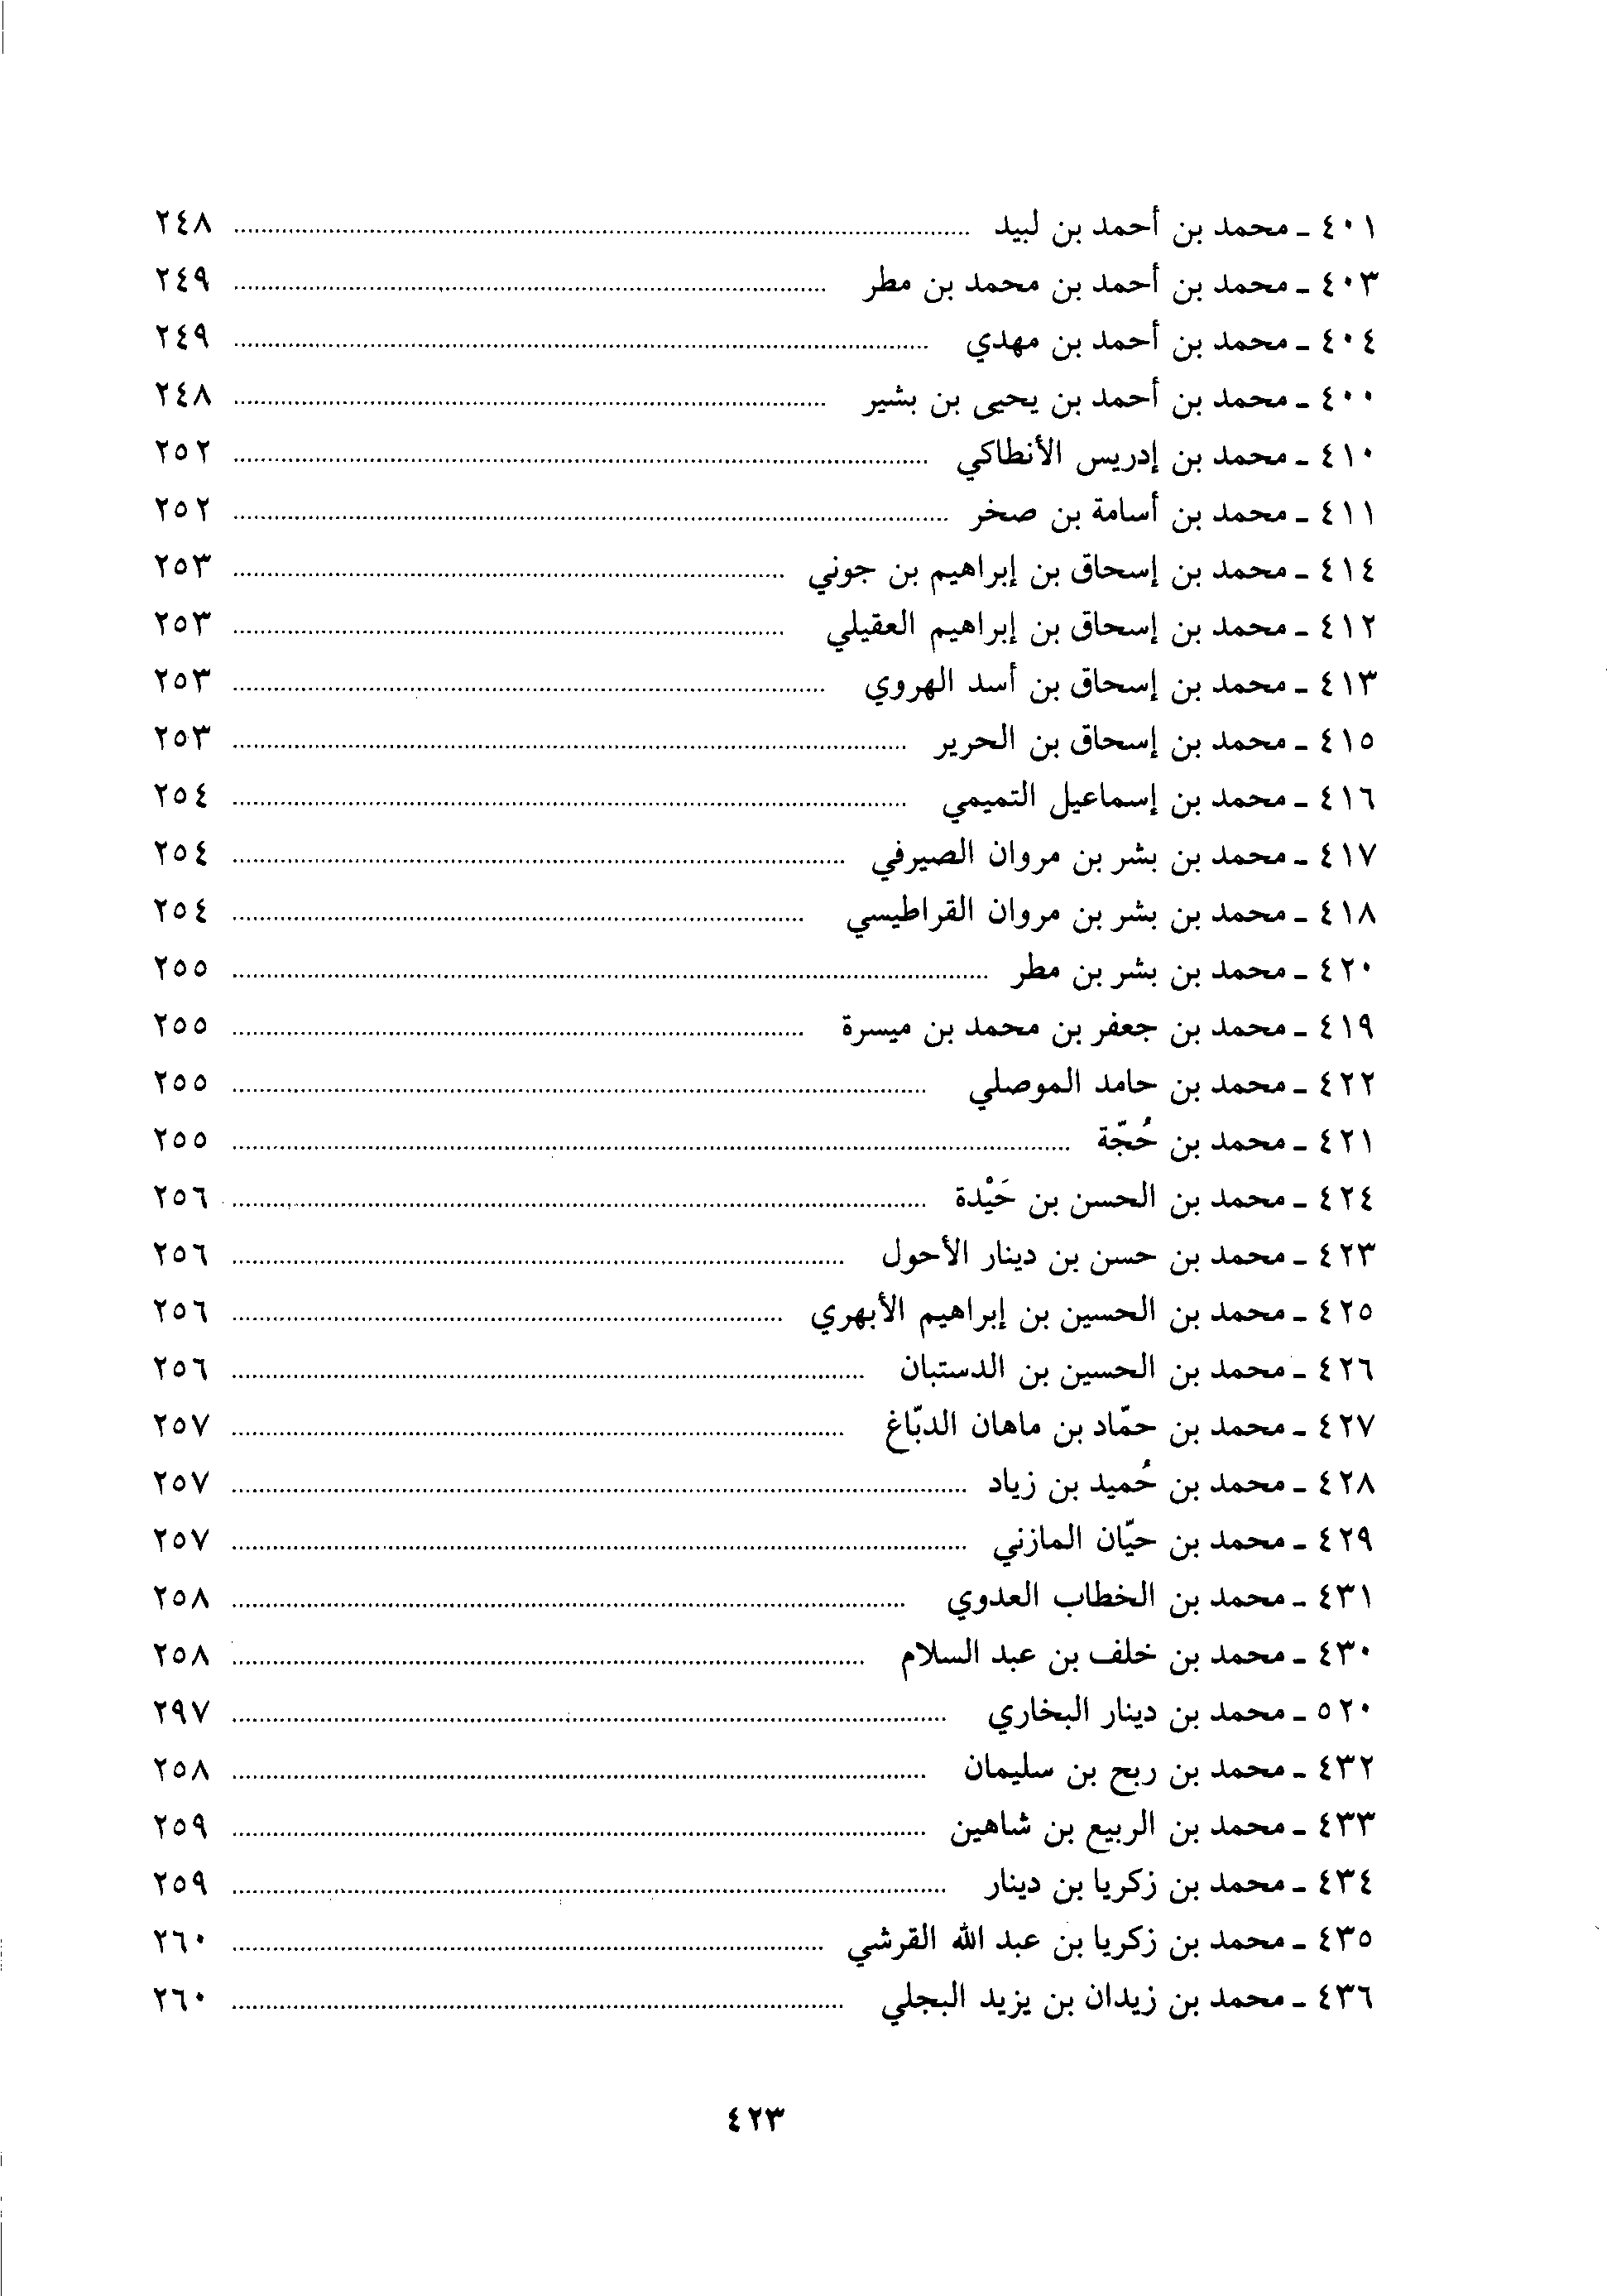 ٤٠١ ـ محمد بن أحمد بن لبيد ........ ٢٤٨
٤٠٣ ـ محمد بن أحمد بن محمد بن مطر ........ ٢٤٩
٤٠٤ ـ محمد بن أحمد بن مهدي ........ ٢٤٩
٤٠٠ ـ محمد بن أحمد بن يحيى بن بشير ........ ٢٤٨
٤١٠ ـ محمد بن إدريس الأنطاكي ........ ٢٥٢
٤١١ ـ محمد بن أسامة بن صخر ........ ٢٥٢
٤١٤ ـ محمد بن إسحاق بن إبراهيم بن جوني ........ ٢٥٣
٤١٢ ـ محمد بن إسحاق بن إبراهيم العقيلي ........ ٢٥٣
٤١٣ ـ محمد بن إسحاق بن أسد الهروي ........ ٢٥٣
٤١٥ ـ محمد بن إسحاق بن الحرير ........ ٢٥٣
٤١٦ ـ محمد بن إسماعيل التميمي ........ ٢٥٤
٤١٧ ـ محمد بن بشر بن مروان الصيرفي ........ ٢٥٤
٤١٨ ـ محمد بن بشر بن مروان القراطيسي ........ ٢٥٤
٤٢٠ ـ محمد بن بشر بن مطر ........ ٢٥٥
٤١٩ ـ محمد بن جعفر بن محمد بن ميسرة ........ ٢٥٥
٤٢٢ ـ محمد بن حامد الموصلي ........ ٢٥٥
٤٢١ ـ محمد بن حُجّة ........ ٢٥٥
٤٢٤ ـ محمد بن الحسن بن حَيْدة ........ ٢٥٦
٤٢٣ ـ محمد بن حسن بن دينار الأحول ........ ٢٥٦
٤٢٥ ـ محمد بن الحسين بن إبراهيم الأبهري ........ ٢٥٦
٤٢٦ ـ محمد بن الحسين بن الدستبان ........ ٢٥٦
٤٢٧ ـ محمد بن حمّاد بن ماهان الدبّاغ ........ ٢٥٧
٤٢٨ ـ محمد بن حُميد بن زياد ........ ٢٥٧
٤٢٩ ـ محمد بن حيّان المازني ........ ٢٥٧
٤٣١ ـ محمد بن الخطاب العدوي ........ ٢٥٨
٤٣٠ ـ محمد بن خلف بن عبد السلام ........ ٢٥٨
٥٢٠ ـ محمد بن دينار البخاري ........ ٢٩٧
٤٣٢ ـ محمد بن ربح بن سليمان ........ ٢٥٨
٤٣٣ ـ محمد بن الربيع بن شاهين ........ ٢٥٩
٤٣٤ ـ محمد بن زكريا بن دينار ........ ٢٥٩
٤٣٥ ـ محمد بن زكريا بن عبد الله القرشي ........ ٢٦٠
٤٣٦ ـ محمد بن زيدان بن يزيد البجلي ........ ٢٦٠
٤٢٣